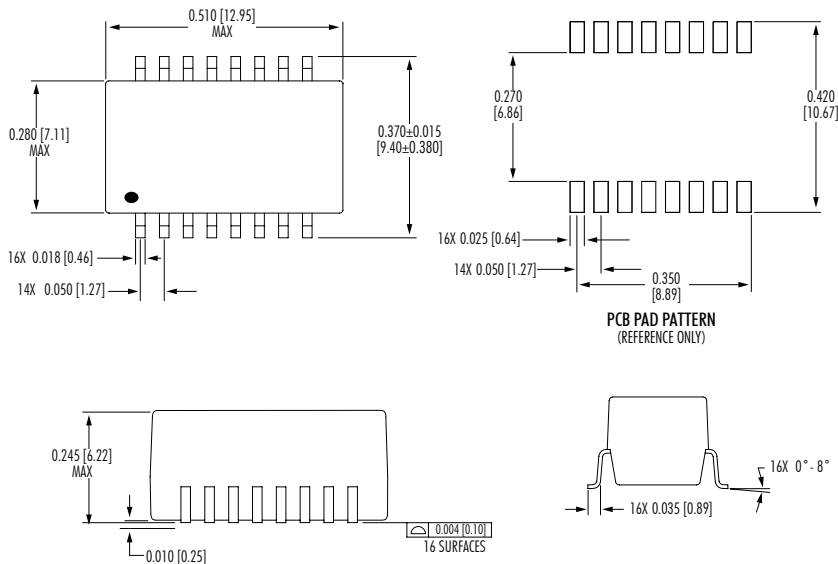 0.510 [12.95]
MAX
0.280 [7.11]
MAX
0.370±0.015
[9.40±0.380]
16X 0.018 [0.46]
14X 0.050 [1.27]
0.270
[6.86]
0.420
[10.67]
16X 0.025 [0.64]
14X 0.050 [1.27]
0.350
[8.89]
PCB PAD PATTERN
(REFERENCE ONLY)
0.245 [6.22]
MAX
0.010 [0.25]
0.004 [0.10]
16 SURFACES
16X 0°- 8°
16X 0.035 [0.89]